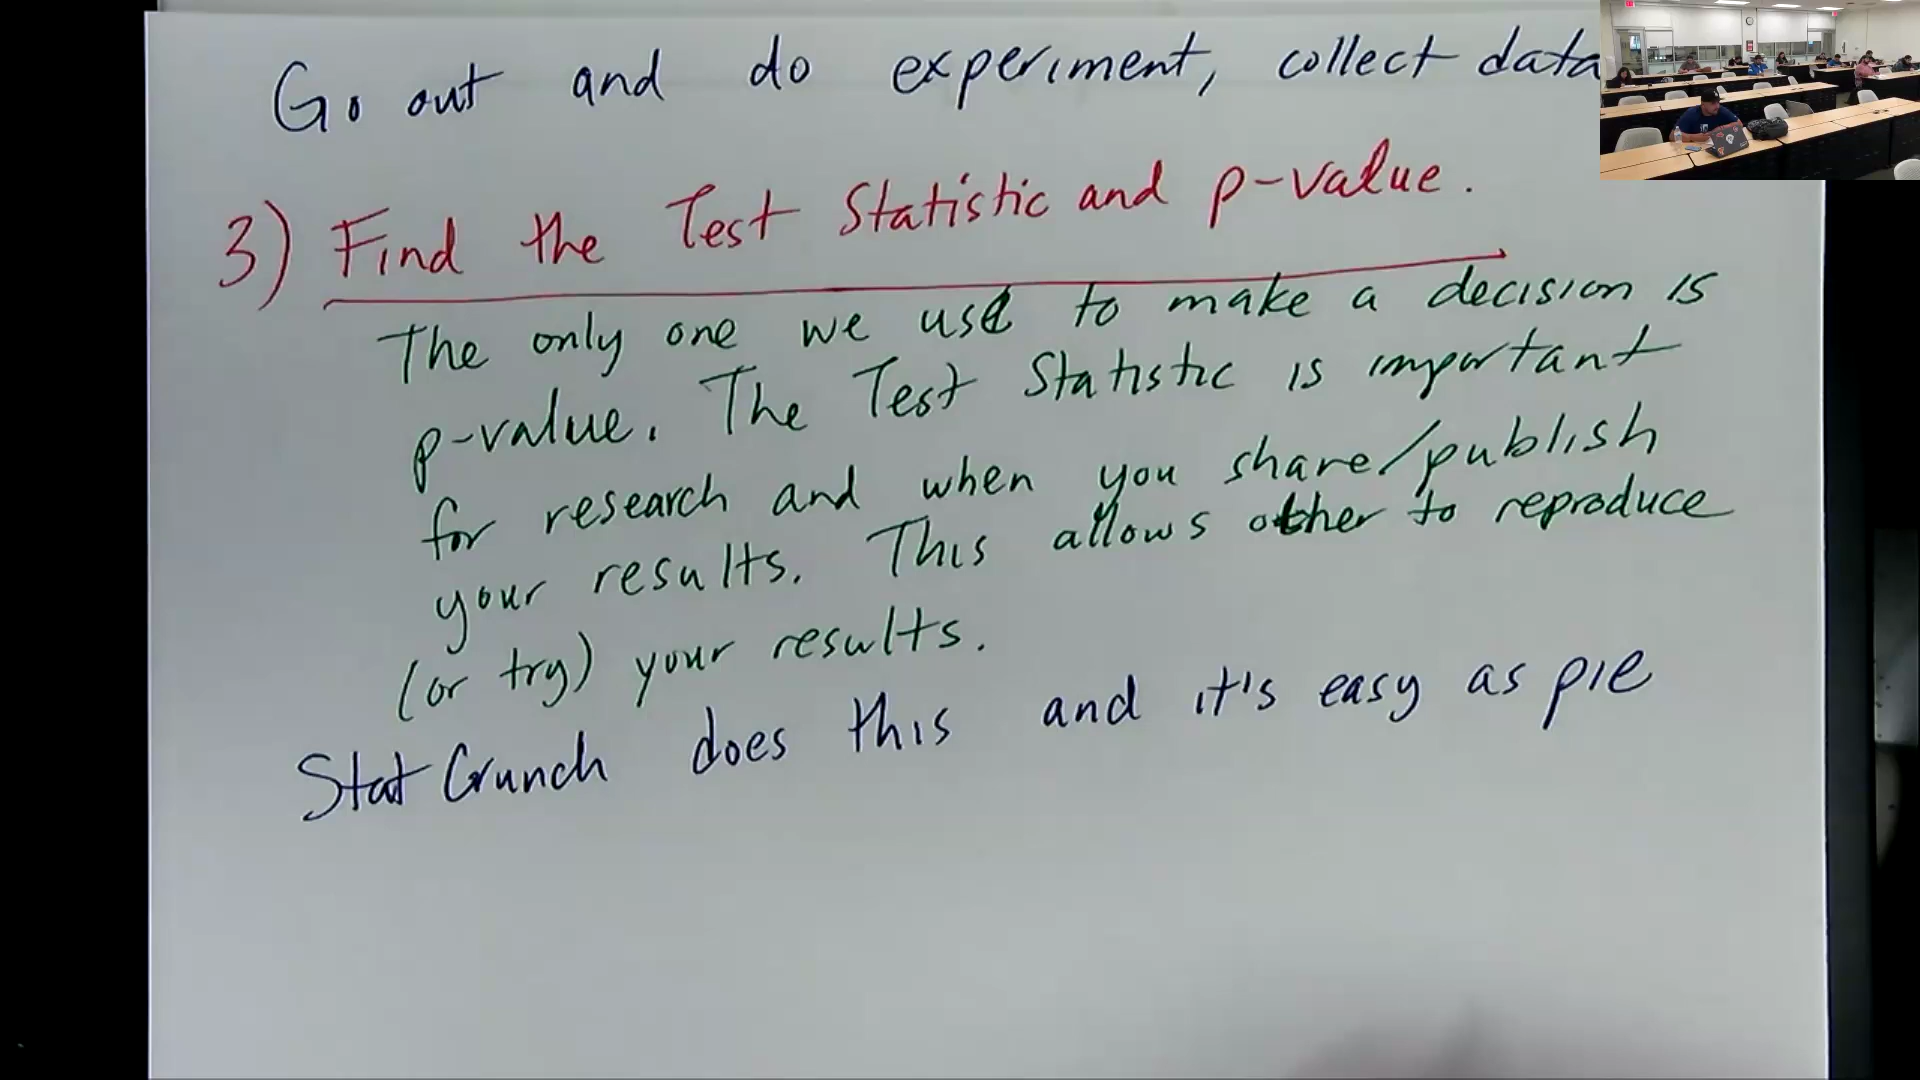 Go out and do experiment, collect data
3) Find the Test Statistic and p-value.
The only one we use to make a decision is
p-value. The Test Statistic is important
for research and when you share/publish
your results. This allows other to reproduce
(or try) your results.
StatCrunch does this and it's easy as pie